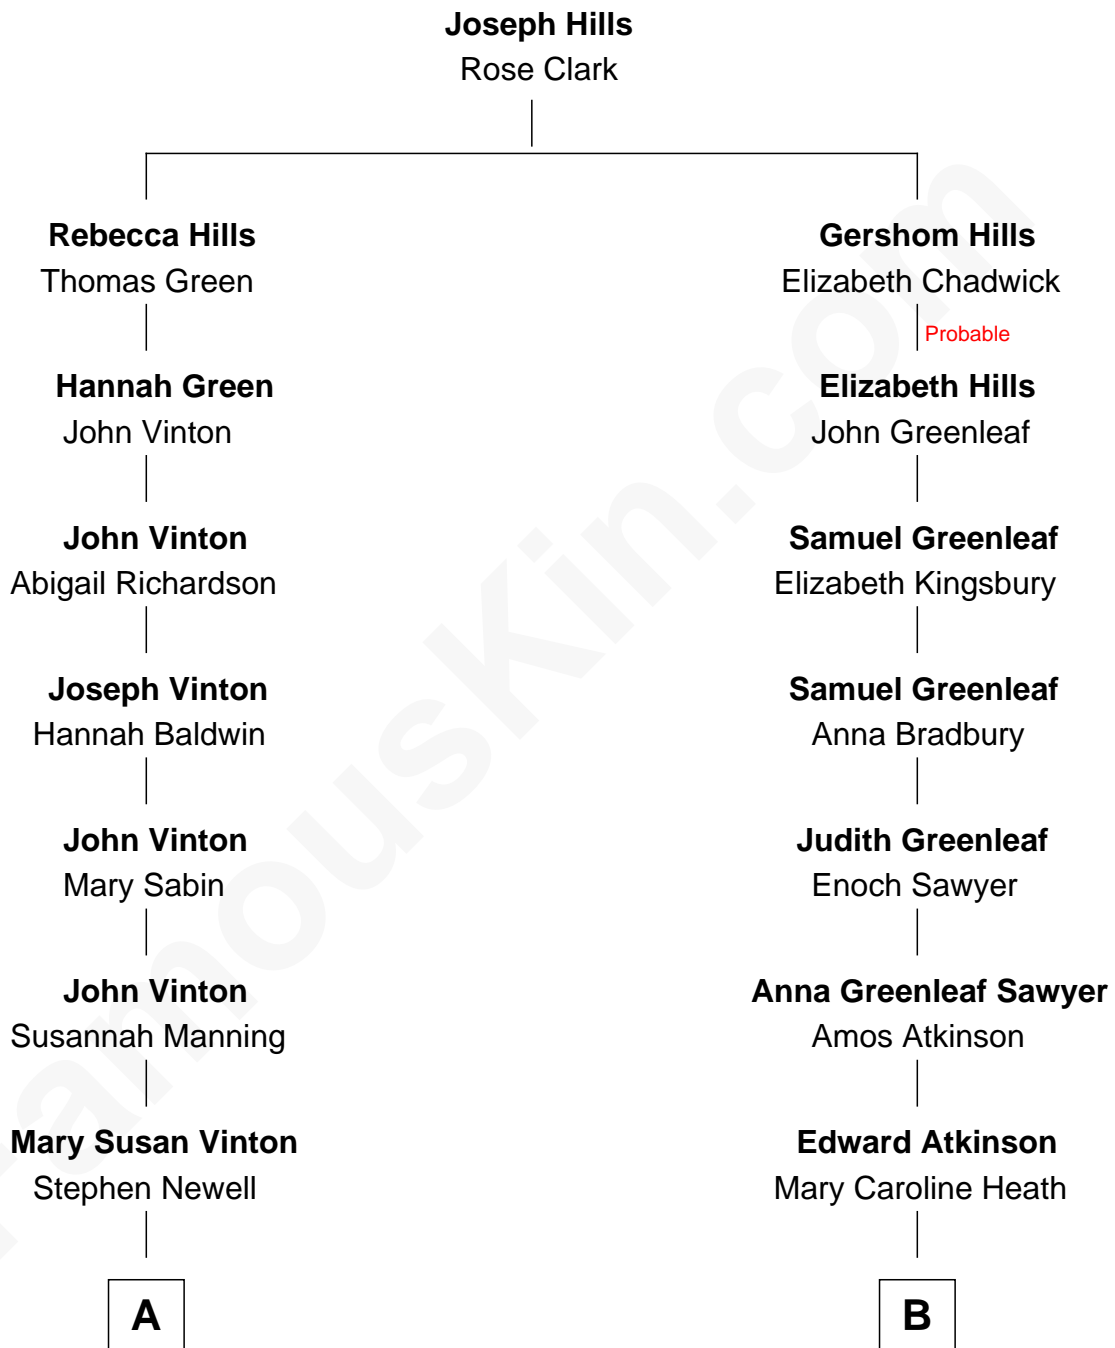 Joseph Hills
Rose Clark
Rebecca Hills
Thomas Green
Gershom Hills
Elizabeth Chadwick
Probable
Hannah Green
John Vinton
Elizabeth Hills
John Greenleaf
John Vinton
Abigail Richardson
Samuel Greenleaf
Elizabeth Kingsbury
Joseph Vinton
Hannah Baldwin
Samuel Greenleaf
Anna Bradbury
John Vinton
Mary Sabin
Judith Greenleaf
Enoch Sawyer
John Vinton
Susannah Manning
Anna Greenleaf Sawyer
Amos Atkinson
Mary Susan Vinton
Stephen Newell
Edward Atkinson
Mary Caroline Heath
A
B
FamousKin.com